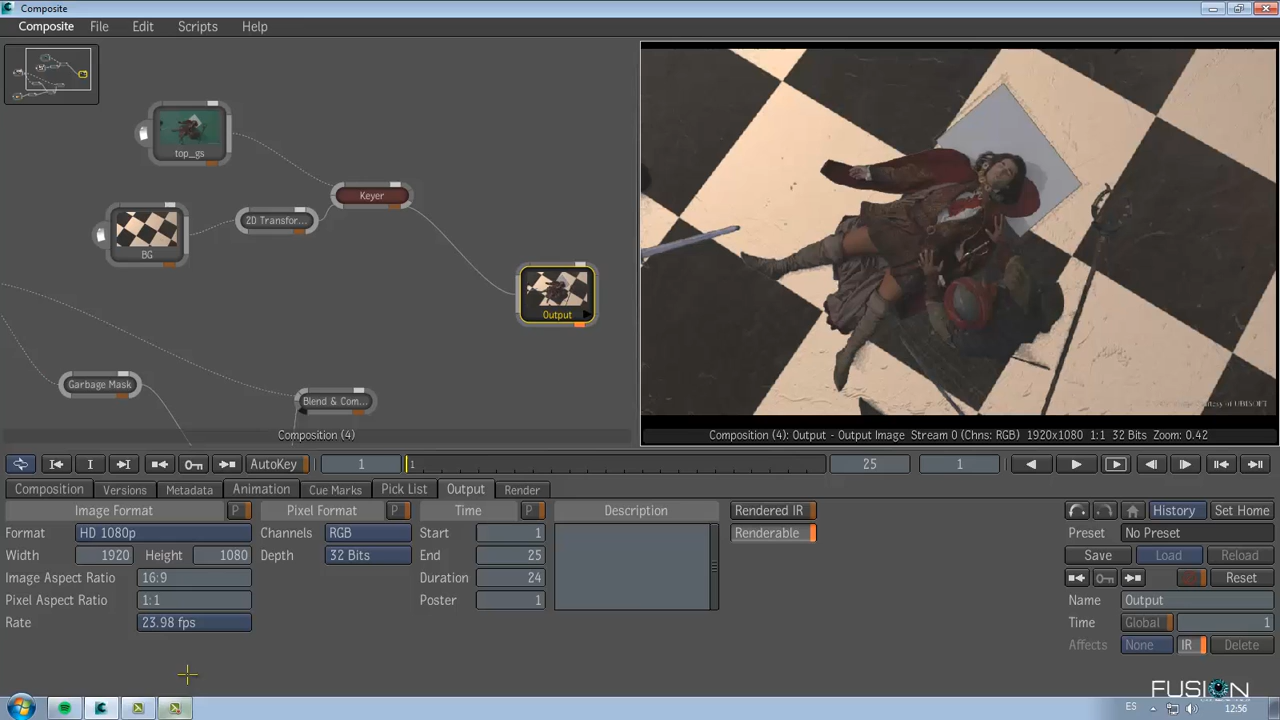 Composite
Composite File Edit Scripts Help
top_gs
Keyer
2D Transfor...
BG
Output
Garbage Mask
Blend & Com...
Composition (4)
UBISOFT
Composition (4): Output - Output Image Stream 0 (Chns: RGB) 1920x1080 1:1 32 Bits Zoom: 0.42
AutoKey 1 1 25 1
Composition Versions Metadata Animation Cue Marks Pick List Output Render
Image Format P Pixel Format P Time P Description Rendered IR History Set Home
Format HD 1080p Channels RGB Start 1 Renderable Preset No Preset
Width 1920 Height 1080 Depth 32 Bits End 25 Save Load Reload
Image Aspect Ratio 16:9 Duration 24 Reset
Pixel Aspect Ratio 1:1 Poster 1 Name Output
Rate 23.98 fps Time Global 1
Affects None IR Delete
FUSION
ES 12:56